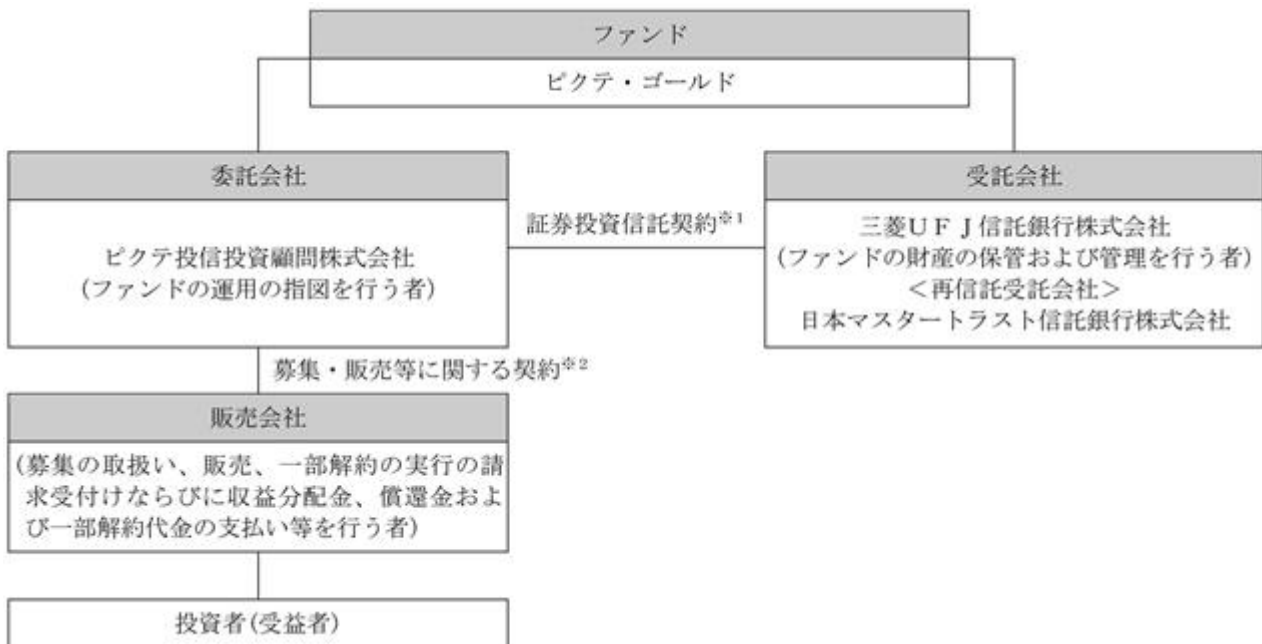 ファンド
ピクテ・ゴールド
委託会社
ピクテ投信投資顧問株式会社
(ファンドの運用の指図を行う者)
証券投資信託契約※1
受託会社
三菱UFJ信託銀行株式会社
(ファンドの財産の保管および管理を行う者)
＜再信託受託会社＞
日本マスタートラスト信託銀行株式会社
募集・販売等に関する契約※2
販売会社
(募集の取扱い、販売、一部解約の実行の請
求受付けならびに収益分配金、償還金およ
び一部解約代金の支払い等を行う者)
投資者(受益者)